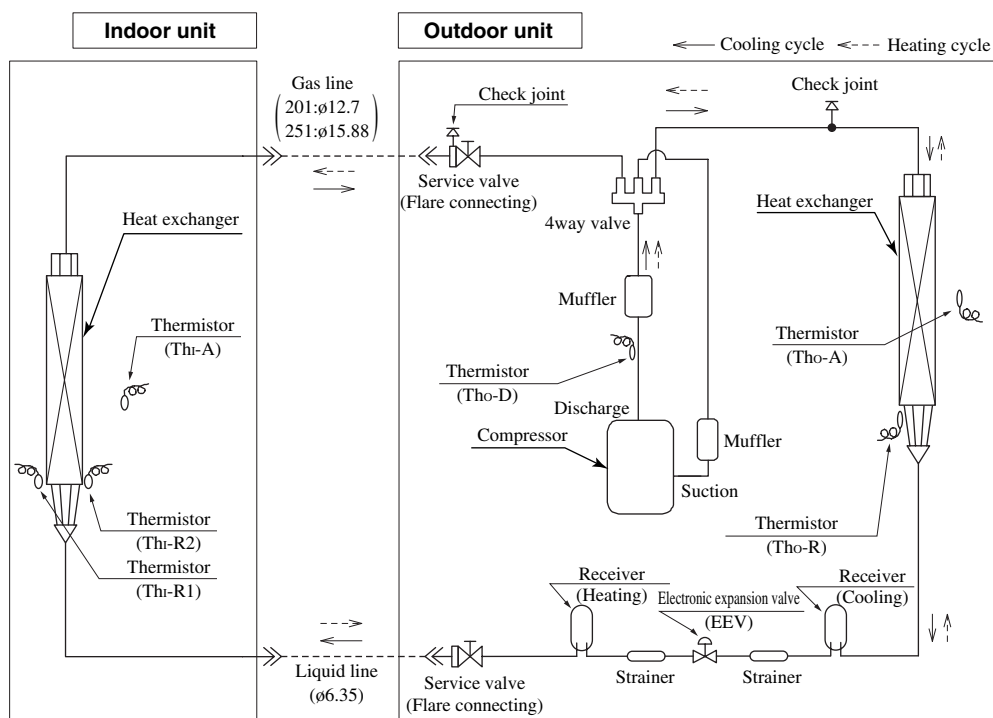 Indoor unit
Outdoor unit
Cooling cycle
Heating cycle
Gas line
201:ø12.7
251:ø15.88
Check joint
Check joint
Service valve
(Flare connecting)
4way valve
Heat exchanger
Heat exchanger
Muffler
Thermistor
(ThI-A)
Thermistor
(ThO-D)
Thermistor
(ThO-A)
Discharge
Compressor
Muffler
Suction
Thermistor
(ThI-R2)
Thermistor
(ThI-R1)
Thermistor
(ThO-R)
Receiver
(Heating)
Electronic expansion valve
(EEV)
Receiver
(Cooling)
Liquid line
(ø6.35)
Service valve
(Flare connecting)
Strainer
Strainer